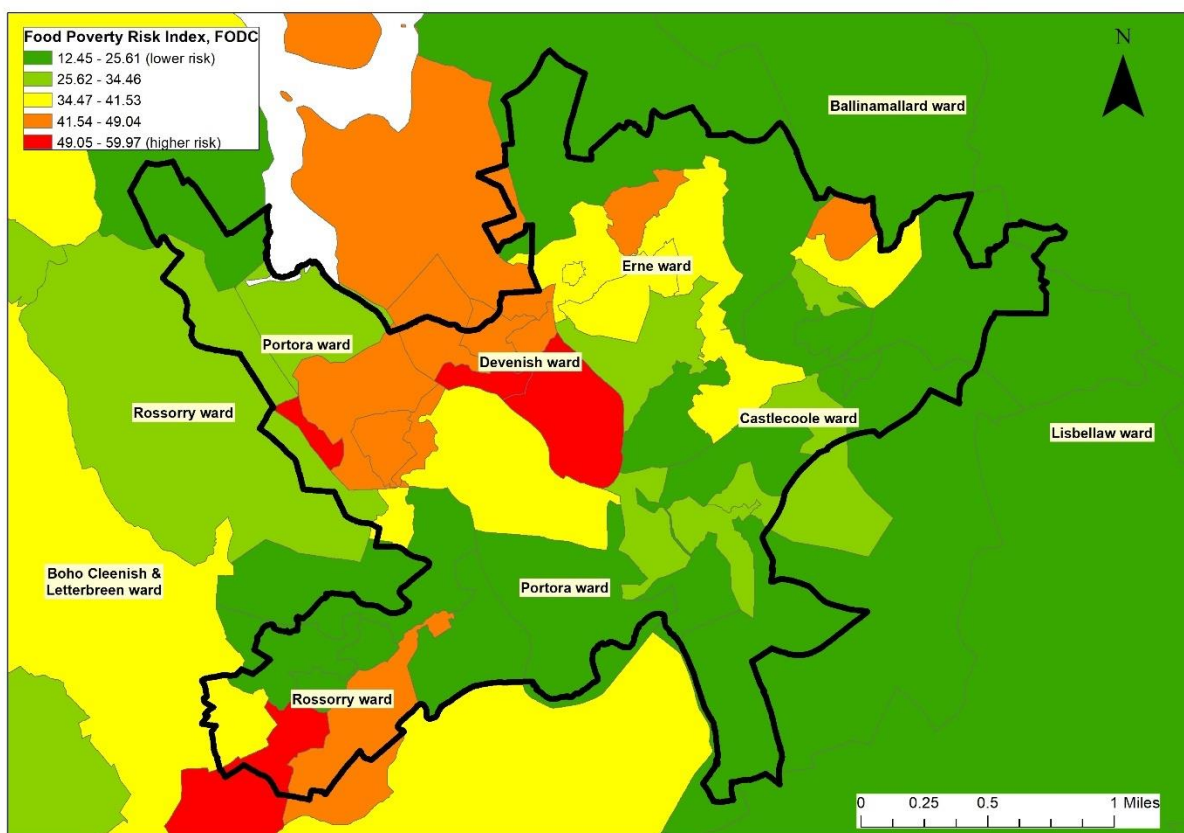 Food Poverty Risk Index, FODC
12.45 - 25.61 (lower risk)
25.62 - 34.46
34.47 - 41.53
41.54 - 49.04
49.05 - 59.97 (higher risk)
N
Ballinamallard ward
Erne ward
Portora ward
Devenish ward
Rossorry ward
Castlecoole ward
Lisbellaw ward
Boho Cleenish &
Letterbreen ward
Portora ward
Rossorry ward
0 0.25 0.5 1 Miles